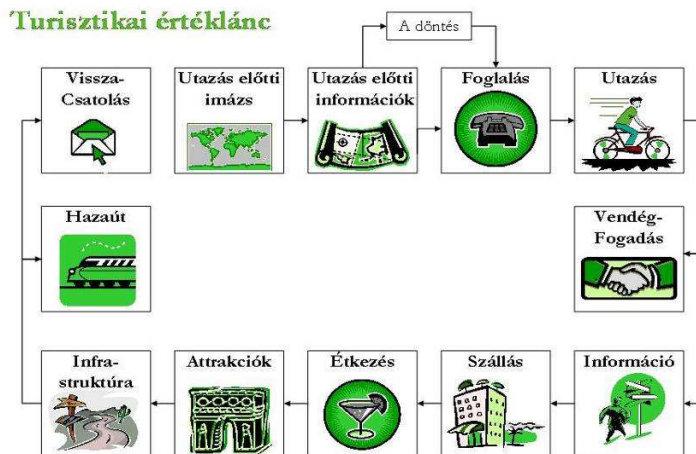 Turisztikai értéklánc
A döntés
Vissza-
Csatolás
Utazás előtti
imázs
Utazás előtti
információk
Foglalás
Utazás
Hazaút
Vendég-
Fogadás
Infra-
struktúra
Attrakciók
Étkezés
Szállás
Információ